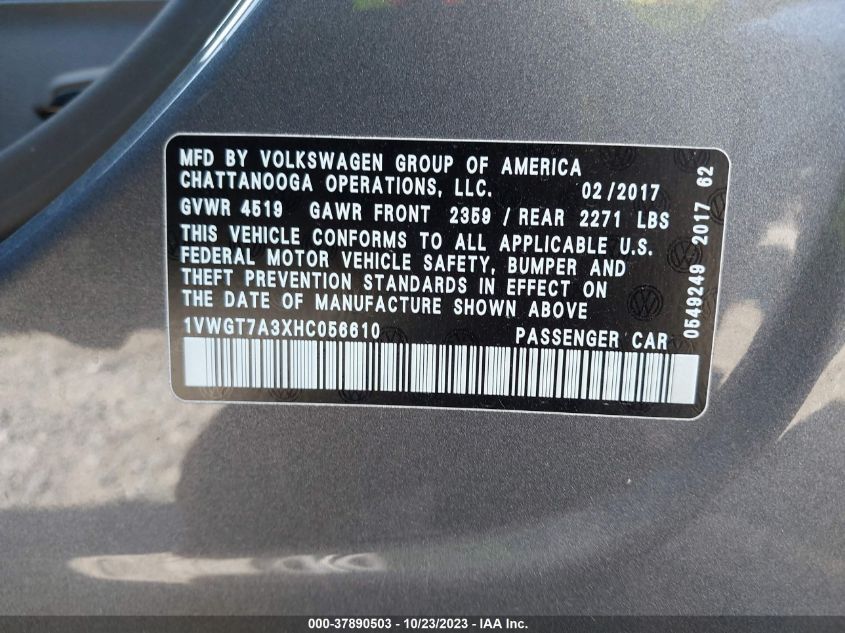 MFD BY VOLKSWAGEN GROUP OF AMERICA
CHATTANOOGA OPERATIONS, LLC. 02/2017
GVWR 4519 GAWR FRONT 2359 / REAR 2271 LBS
THIS VEHICLE CONFORMS TO ALL APPLICABLE U.S.
FEDERAL MOTOR VEHICLE SAFETY, BUMPER AND
THEFT PREVENTION STANDARDS IN EFFECT ON
THE DATE OF MANUFACTURE SHOWN ABOVE
1VWGT7A3XHC056610 PASSENGER CAR
0549249 2017 62
000-37890503 - 10/23/2023 - IAA Inc.